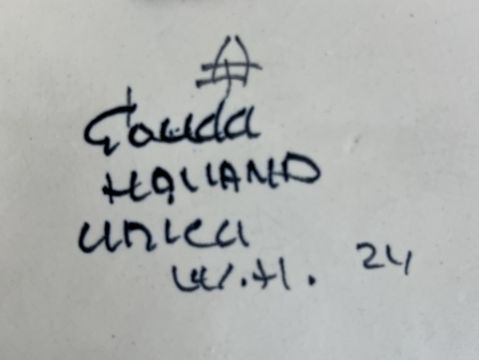 Gouda
HOLLAND
UNICA
W.H. 24